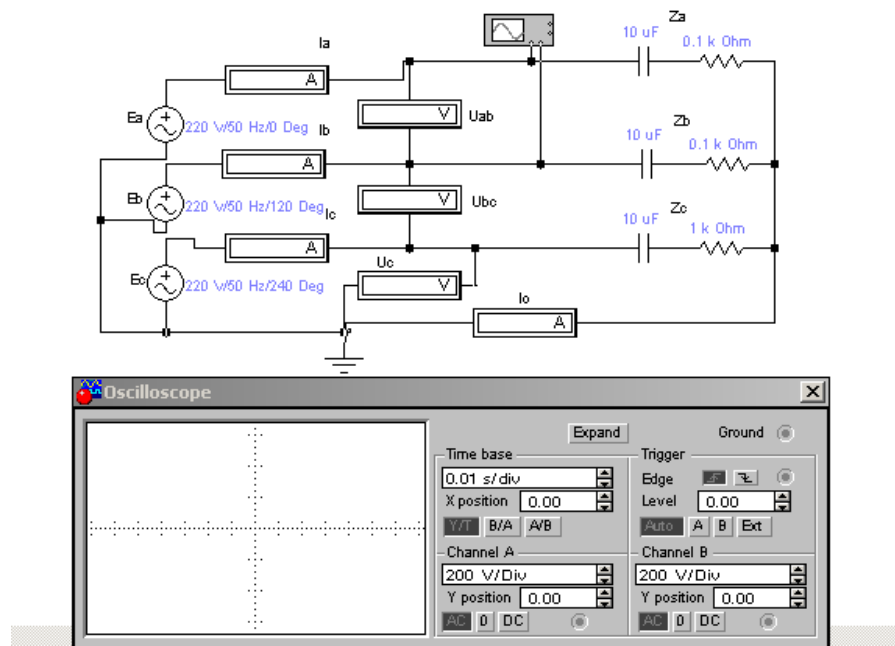 Za
10 uF
0.1 k Ohm
Ia
A
V
Uab
Ea
220 V/50 Hz/0 Deg
Ib
Zb
10 uF
0.1 k Ohm
A
Eb
220 V/50 Hz/120 Deg
Ic
V
Ubc
Zc
10 uF
1 k Ohm
A
Uc
Ec
220 V/50 Hz/240 Deg
V
Io
A
Oscilloscope
Expand
Ground
Time base
0.01 s/div
X position 0.00
Y/T B/A A/B
Trigger
Edge
Level 0.00
Auto A B Ext
Channel A
200 V/Div
Y position 0.00
AC 0 DC
Channel B
200 V/Div
Y position 0.00
AC 0 DC